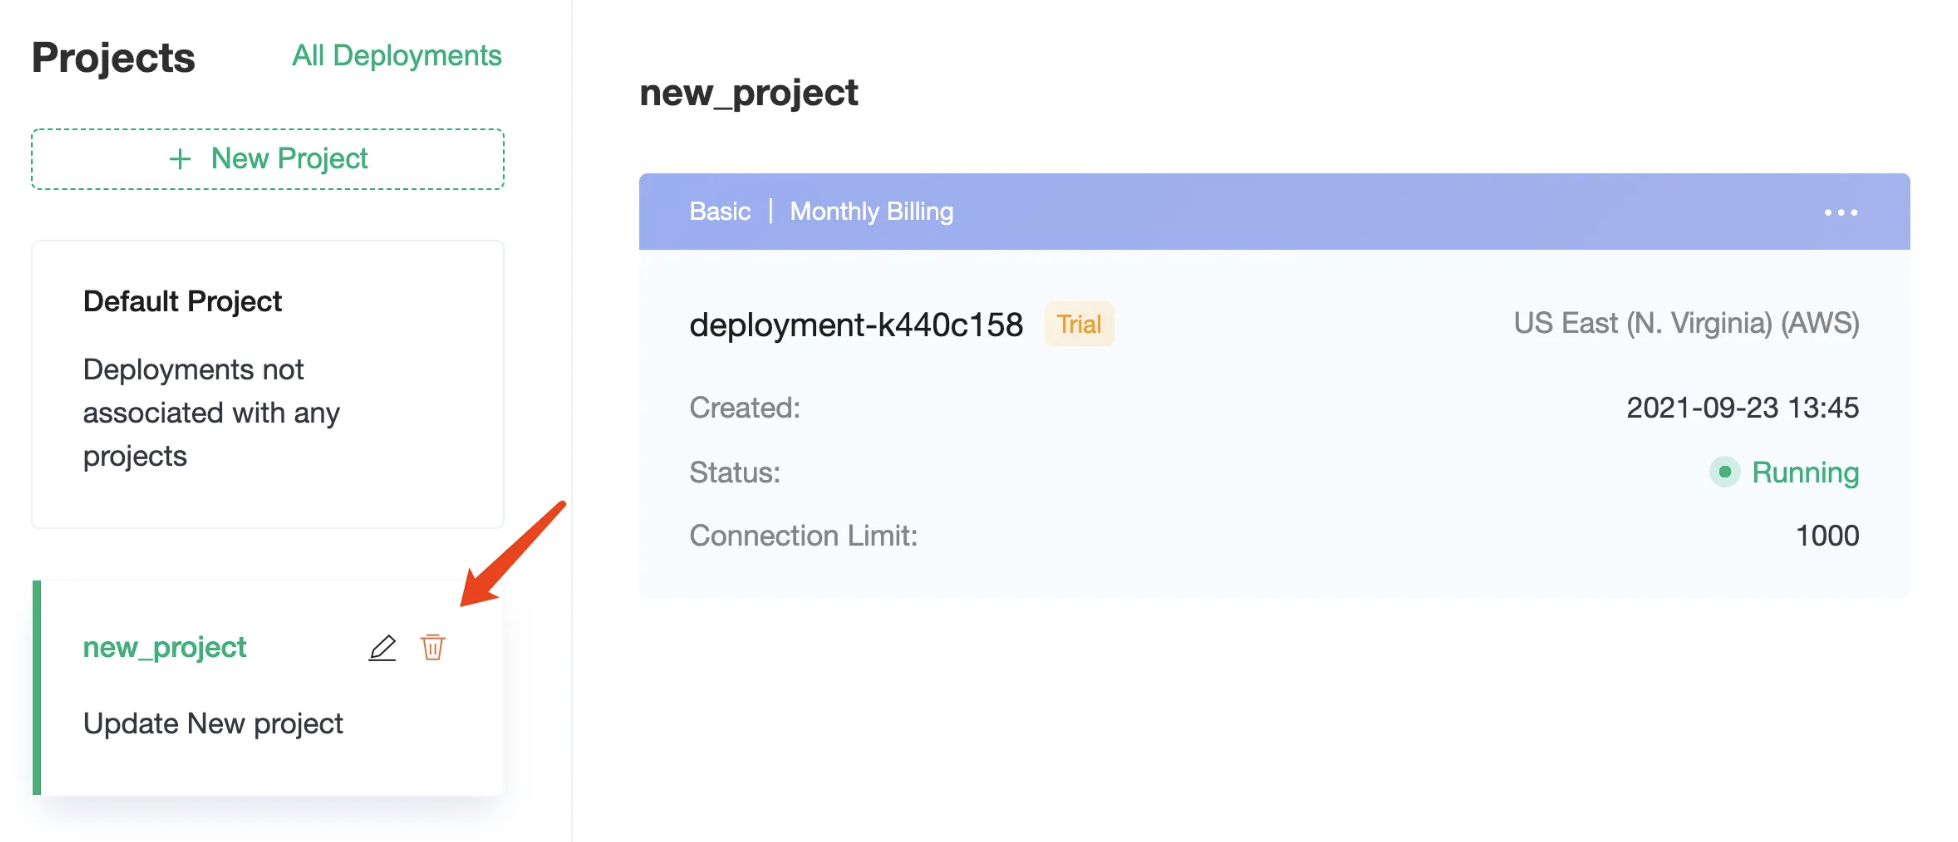 Projects
All Deployments
+ New Project
Default Project
Deployments not
associated with any
projects
new_project
Update New project
new_project
Basic | Monthly Billing
deployment-k440c158 Trial
US East (N. Virginia) (AWS)
Created: 2021-09-23 13:45
Status: Running
Connection Limit: 1000